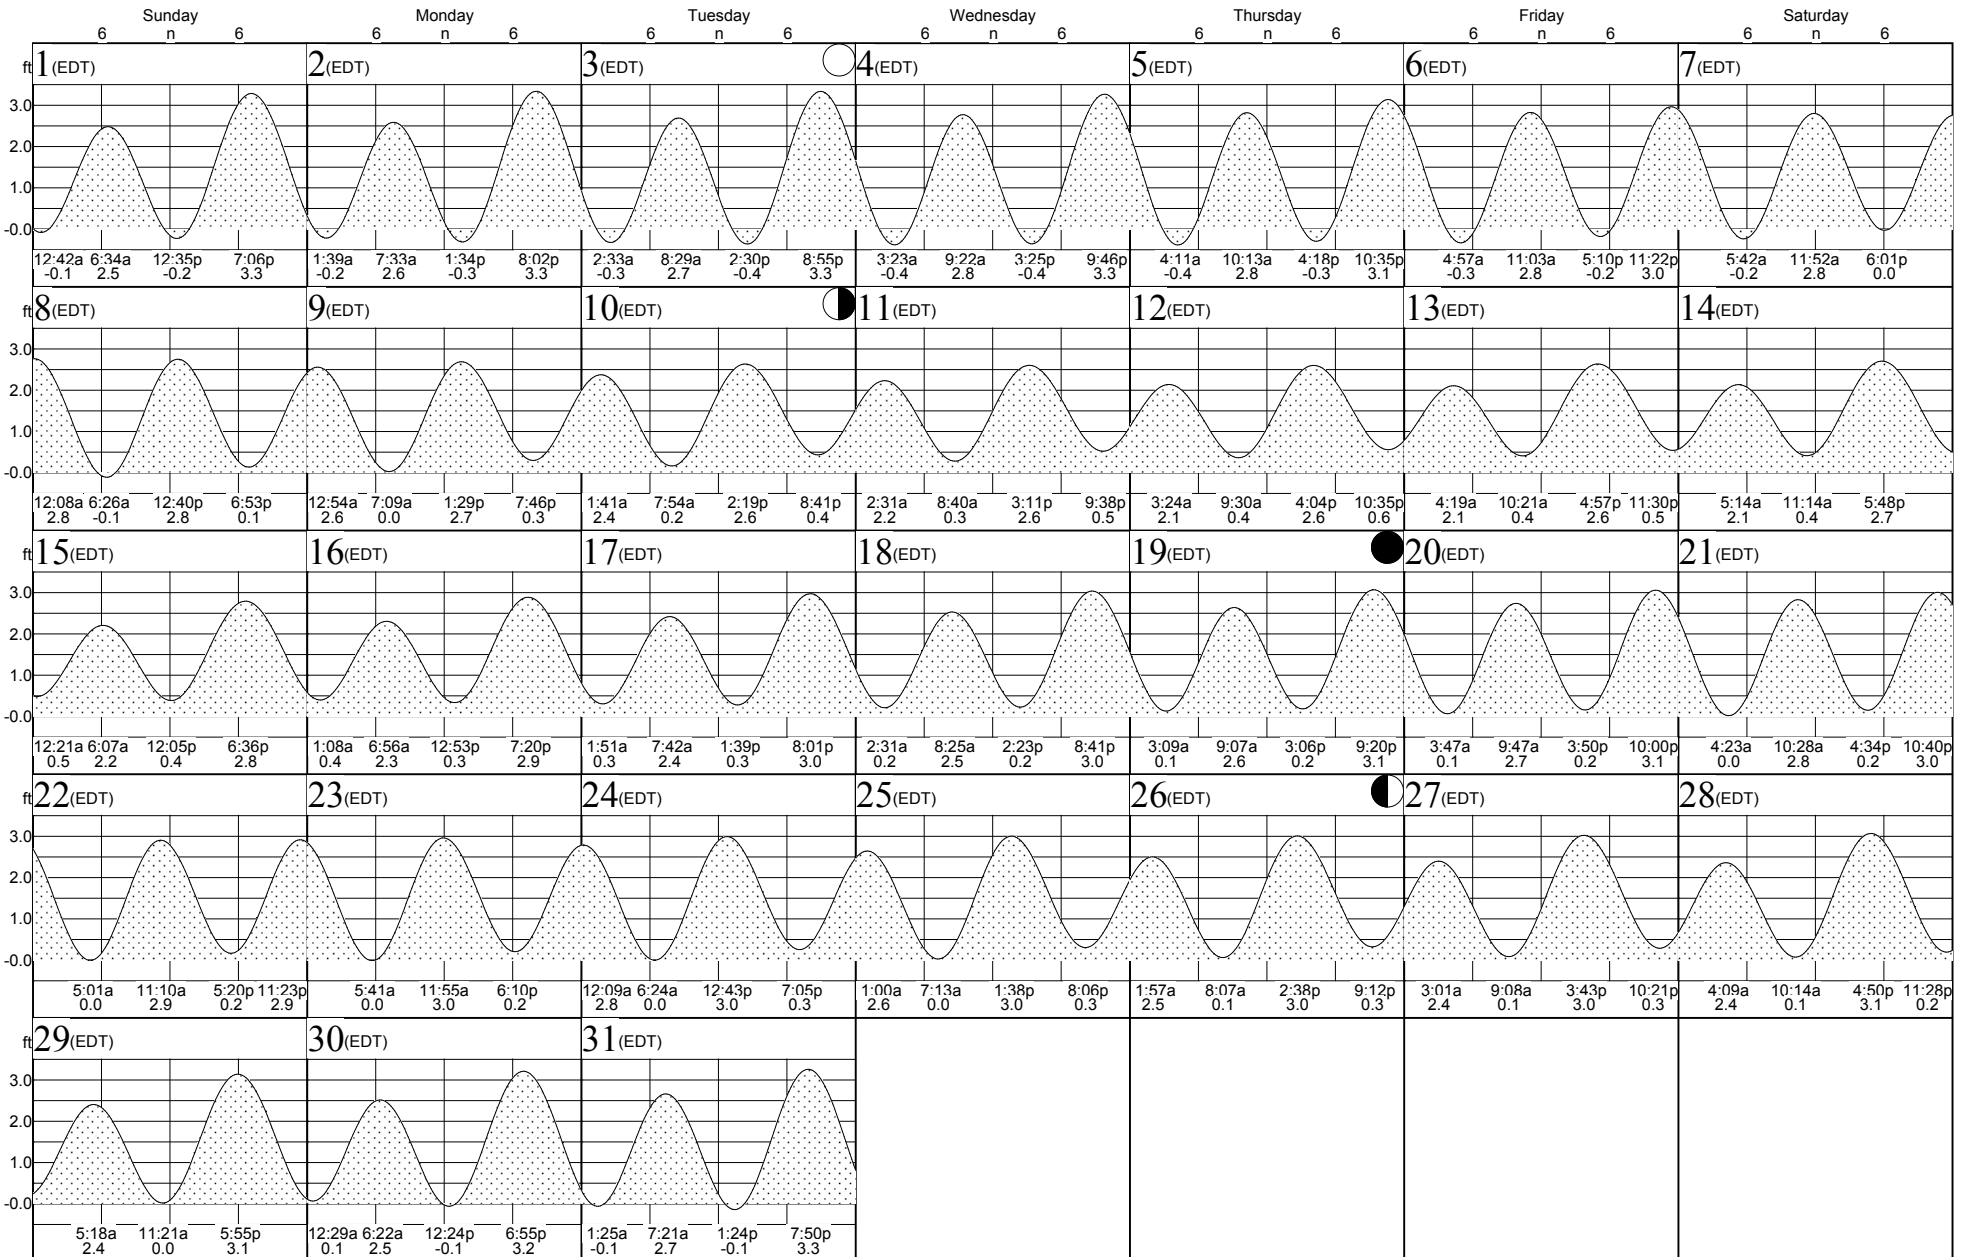 Sunday Monday Tuesday Wednesday Thursday Friday Saturday
6 n 6 6 n 6 6 n 6 6 n 6 6 n 6 6 n 6 6 n 6
ft 1(EDT) 2(EDT) 3(EDT) 4(EDT) 5(EDT) 6(EDT) 7(EDT)
3.0
2.0
1.0
-0.0
12:42a 6:34a 12:35p 7:06p 1:39a 7:33a 1:34p 8:02p 2:33a 8:29a 2:30p 8:55p 3:23a 9:22a 3:25p 9:46p 4:11a 10:13a 4:18p 10:35p 4:57a 11:03a 5:10p 11:22p 5:42a 11:52a 6:01p
-0.1 2.5 -0.2 3.3 -0.2 2.6 -0.3 3.3 -0.3 2.7 -0.4 3.3 -0.4 2.8 -0.4 3.3 -0.4 2.8 -0.3 3.1 -0.3 2.8 -0.2 3.0 -0.2 2.8 0.0
ft 8(EDT) 9(EDT) 10(EDT) 11(EDT) 12(EDT) 13(EDT) 14(EDT)
3.0
2.0
1.0
-0.0
12:08a 6:26a 12:40p 6:53p 12:54a 7:09a 1:29p 7:46p 1:41a 7:54a 2:19p 8:41p 2:31a 8:40a 3:11p 9:38p 3:24a 9:30a 4:04p 10:35p 4:19a 10:21a 4:57p 11:30p 5:14a 11:14a 5:48p
2.8 -0.1 2.8 0.1 2.6 0.0 2.7 0.3 2.4 0.2 2.6 0.4 2.2 0.3 2.6 0.5 2.1 0.4 2.6 0.6 2.1 0.4 2.6 0.5 2.1 0.4 2.7
ft 15(EDT) 16(EDT) 17(EDT) 18(EDT) 19(EDT) 20(EDT) 21(EDT)
3.0
2.0
1.0
-0.0
12:21a 6:07a 12:05p 6:36p 1:08a 6:56a 12:53p 7:20p 1:51a 7:42a 1:39p 8:01p 2:31a 8:25a 2:23p 8:41p 3:09a 9:07a 3:06p 9:20p 3:47a 9:47a 3:50p 10:00p 4:23a 10:28a 4:34p 10:40p
0.5 2.2 0.4 2.8 0.4 2.3 0.3 2.9 0.3 2.4 0.3 3.0 0.2 2.5 0.2 3.0 0.1 2.6 0.2 3.1 0.1 2.7 0.2 3.1 0.0 2.8 0.2 3.0
ft 22(EDT) 23(EDT) 24(EDT) 25(EDT) 26(EDT) 27(EDT) 28(EDT)
3.0
2.0
1.0
-0.0
5:01a 11:10a 5:20p 11:23p 5:41a 11:55a 6:10p 12:09a 6:24a 12:43p 7:05p 1:00a 7:13a 1:38p 8:06p 1:57a 8:07a 2:38p 9:12p 3:01a 9:08a 3:43p 10:21p 4:09a 10:14a 4:50p 11:28p
0.0 2.9 0.2 2.9 0.0 3.0 0.2 2.8 0.0 3.0 0.3 2.6 0.0 3.0 0.3 2.5 0.1 3.0 0.3 2.4 0.1 3.0 0.3 2.4 0.1 3.1 0.2
ft 29(EDT) 30(EDT) 31(EDT)
3.0
2.0
1.0
-0.0
5:18a 11:21a 5:55p 12:29a 6:22a 12:24p 6:55p 1:25a 7:21a 1:24p 7:50p
2.4 0.0 3.1 0.1 2.5 -0.1 3.2 -0.1 2.7 -0.1 3.3